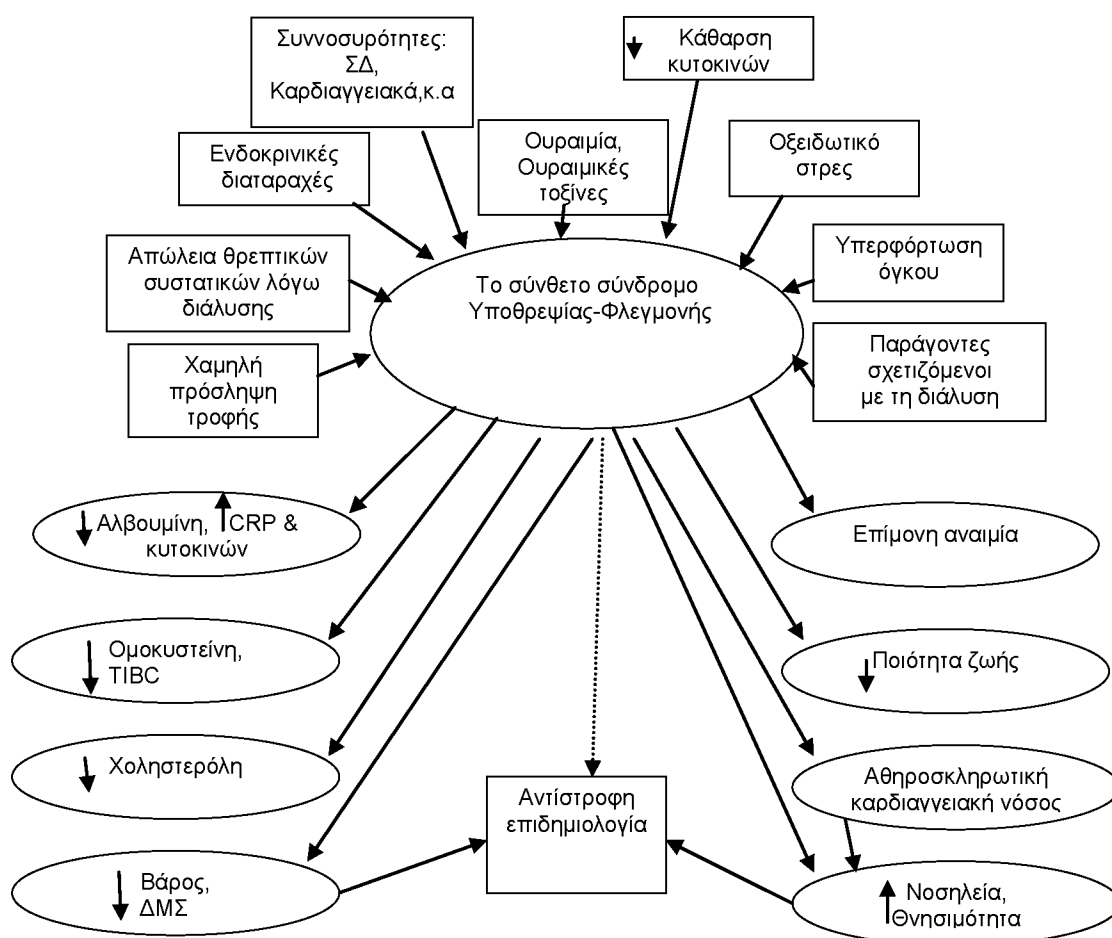 Συννοσυρότητες:
ΣΔ,
Καρδιαγγειακά,κ.α
Κάθαρση
κυτοκινών
Ενδοκρινικές
διαταραχές
Ουραιμία,
Ουραιμικές
τοξίνες
Οξειδωτικό
στρες
Απώλεια θρεπτικών
συστατικών λόγω
διάλυσης
Υπερφόρτωση
όγκου
Το σύνθετο σύνδρομο
Υποθρεψίας-Φλεγμονής
Χαμηλή
πρόσληψη
τροφής
Παράγοντες
σχετιζόμενοι
με τη διάλυση
Αλβουμίνη, CRP &
κυτοκινών
Επίμονη αναιμία
Ομοκυστεΐνη,
TIBC
Ποιότητα ζωής
Χοληστερόλη
Αθηροσκληρωτική
καρδιαγγειακή νόσος
Αντίστροφη
επιδημιολογία
Βάρος,
ΔΜΣ
Νοσηλεία,
Θνησιμότητα